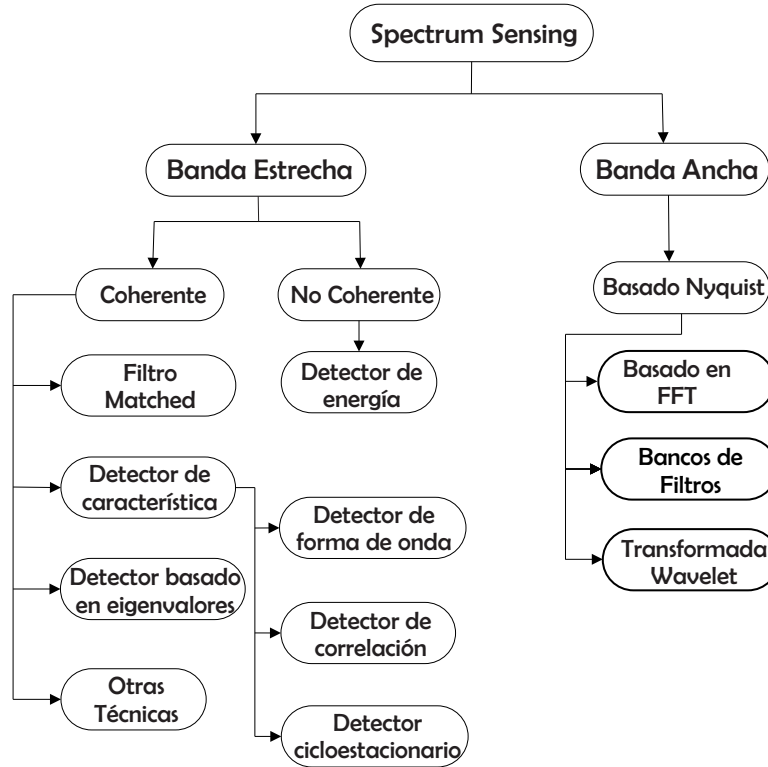 Spectrum Sensing
Banda Estrecha
Banda Ancha
Coherente
No Coherente
Basado Nyquist
Filtro
Matched
Detector de
energía
Basado en
FFT
Detector de
característica
Bancos de
Filtros
Detector de
forma de onda
Transformada
Wavelet
Detector basado
en eigenvalores
Detector de
correlación
Otras
Técnicas
Detector
cicloestacionario